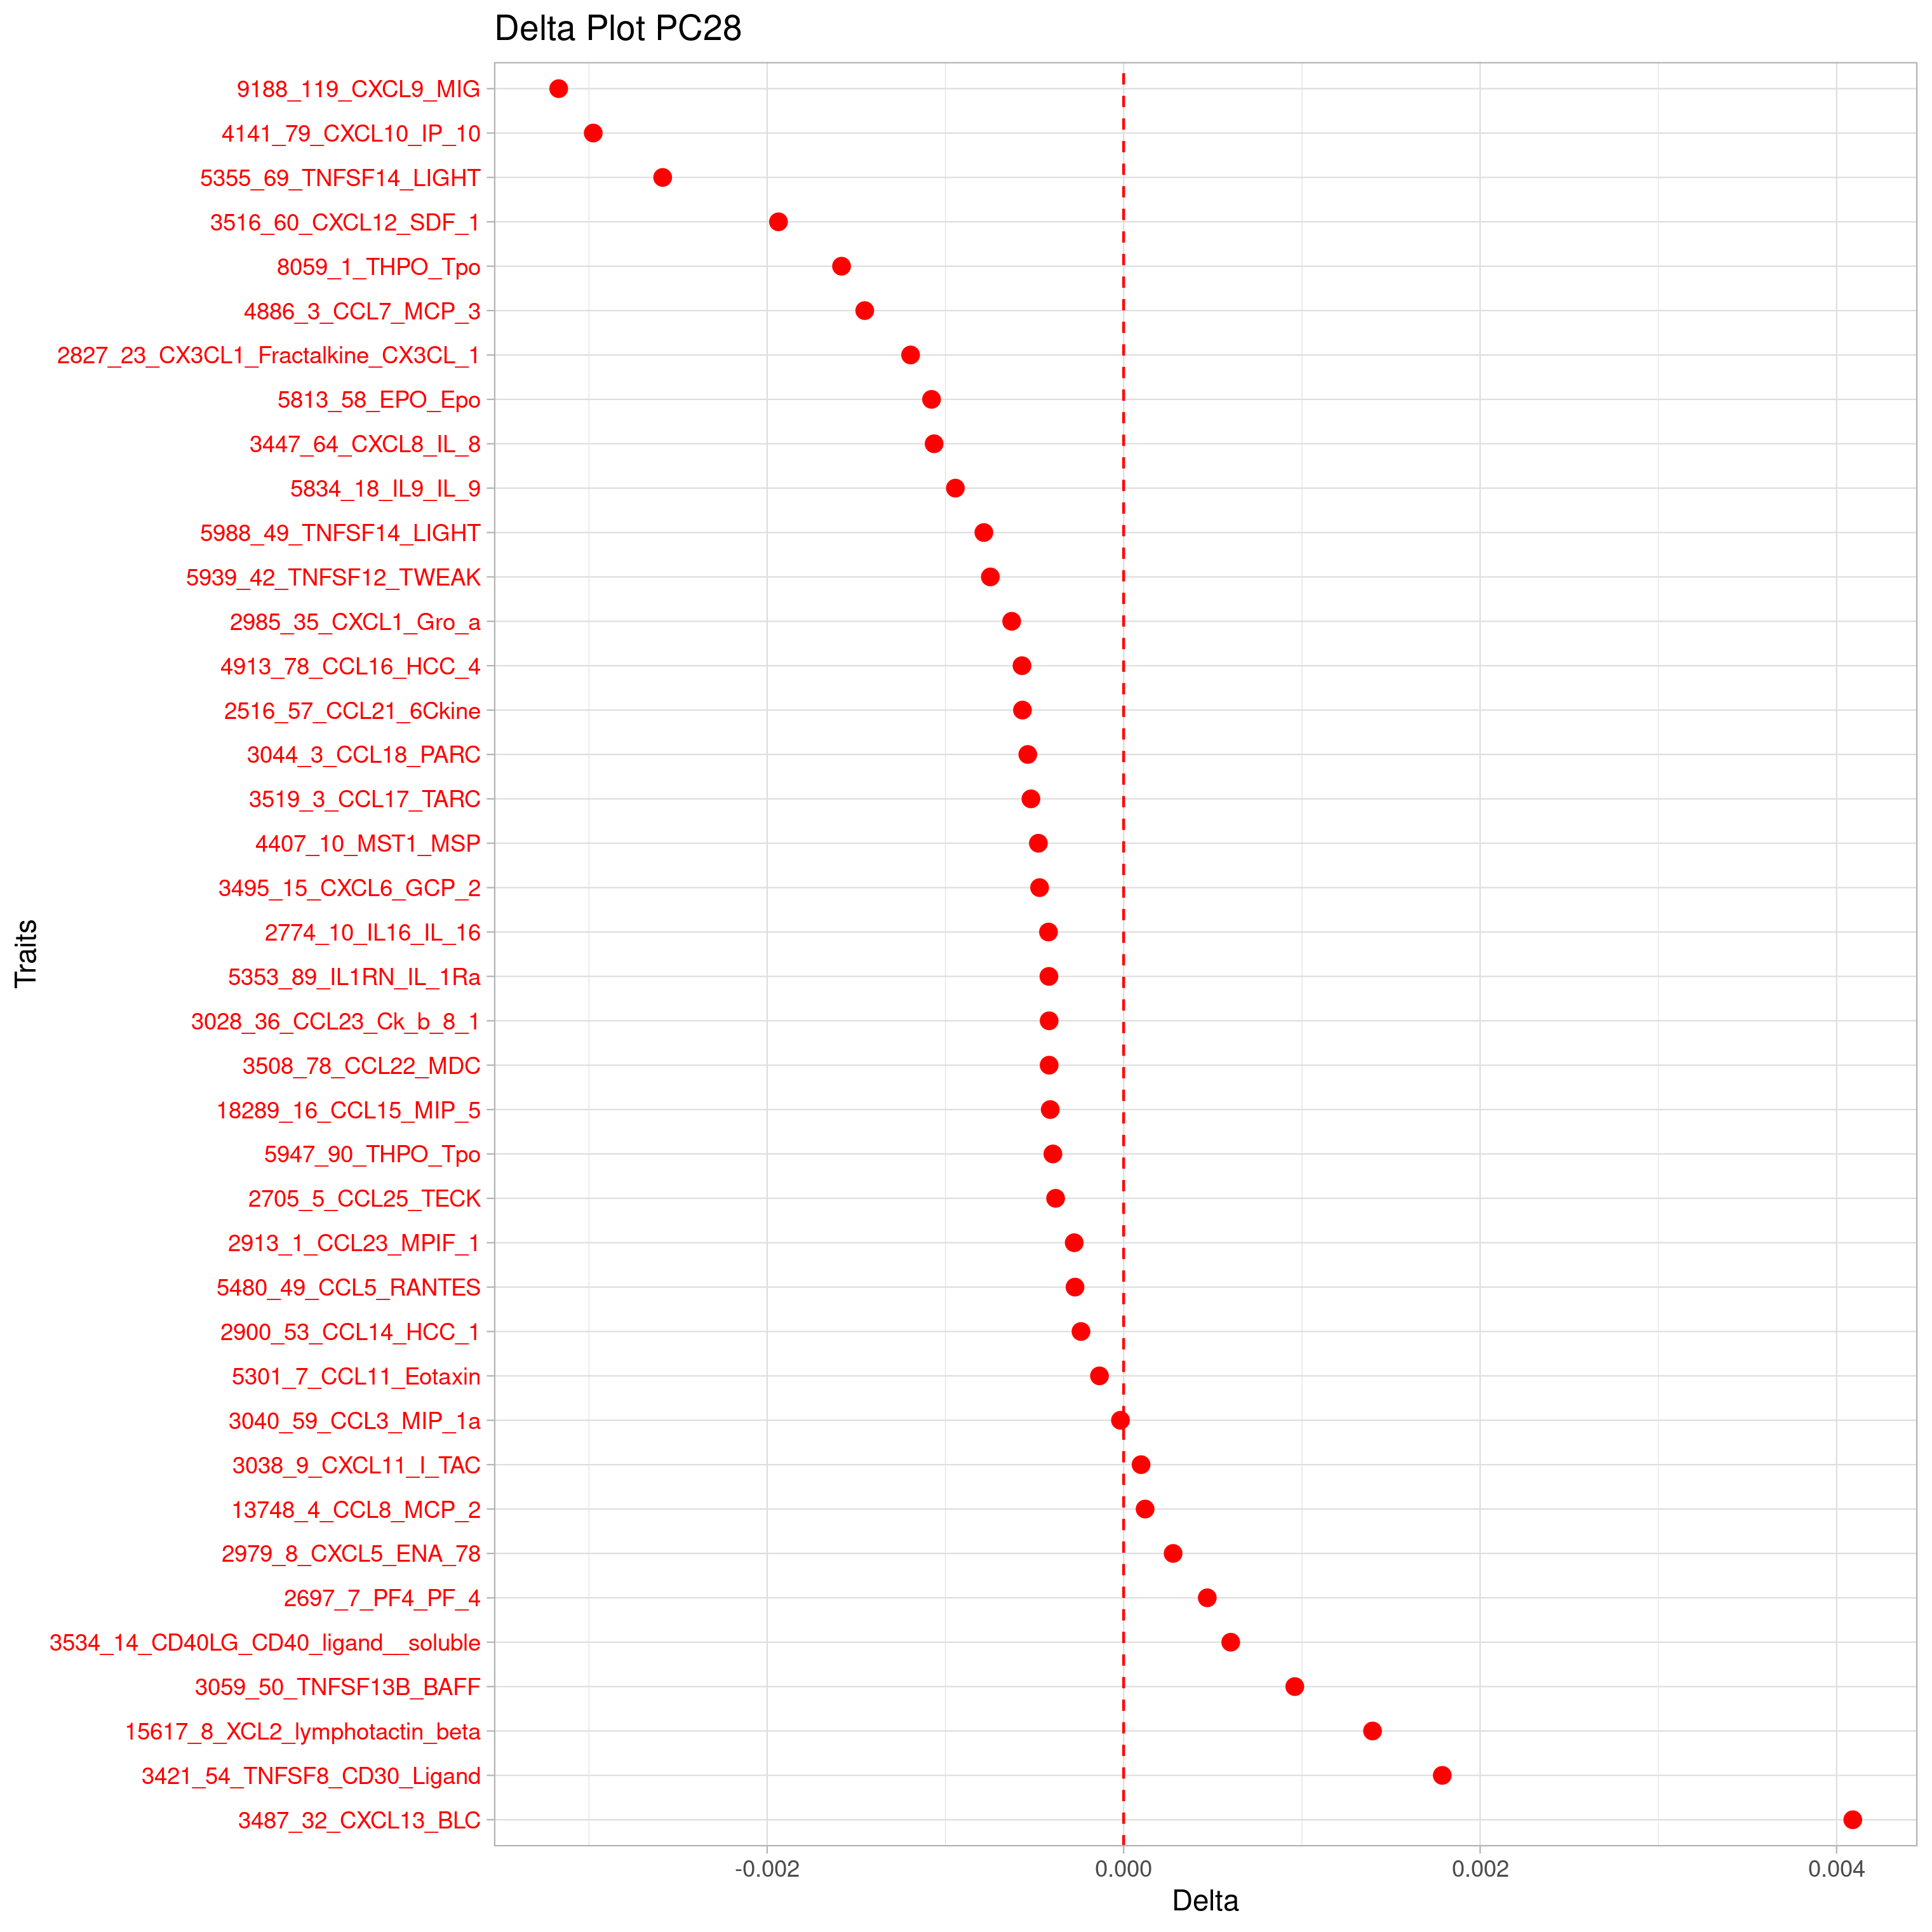 Delta Plot PC28
9188_119_CXCL9_MIG
4141_79_CXCL10_IP_10
5355_69_TNFSF14_LIGHT
3516_60_CXCL12_SDF_1
8059_1_THPO_Tpo
4886_3_CCL7_MCP_3
2827_23_CX3CL1_Fractalkine_CX3CL_1
5813_58_EPO_Epo
3447_64_CXCL8_IL_8
5834_18_IL9_IL_9
5988_49_TNFSF14_LIGHT
5939_42_TNFSF12_TWEAK
2985_35_CXCL1_Gro_a
4913_78_CCL16_HCC_4
2516_57_CCL21_6Ckine
3044_3_CCL18_PARC
3519_3_CCL17_TARC
4407_10_MST1_MSP
3495_15_CXCL6_GCP_2
2774_10_IL16_IL_16
5353_89_IL1RN_IL_1Ra
3028_36_CCL23_Ck_b_8_1
3508_78_CCL22_MDC
18289_16_CCL15_MIP_5
5947_90_THPO_Tpo
2705_5_CCL25_TECK
2913_1_CCL23_MPIF_1
5480_49_CCL5_RANTES
2900_53_CCL14_HCC_1
5301_7_CCL11_Eotaxin
3040_59_CCL3_MIP_1a
3038_9_CXCL11_I_TAC
13748_4_CCL8_MCP_2
2979_8_CXCL5_ENA_78
2697_7_PF4_PF_4
3534_14_CD40LG_CD40_ligand__soluble
3059_50_TNFSF13B_BAFF
15617_8_XCL2_lymphotactin_beta
3421_54_TNFSF8_CD30_Ligand
3487_32_CXCL13_BLC
Traits
-0.002 0.000 0.002 0.004
Delta